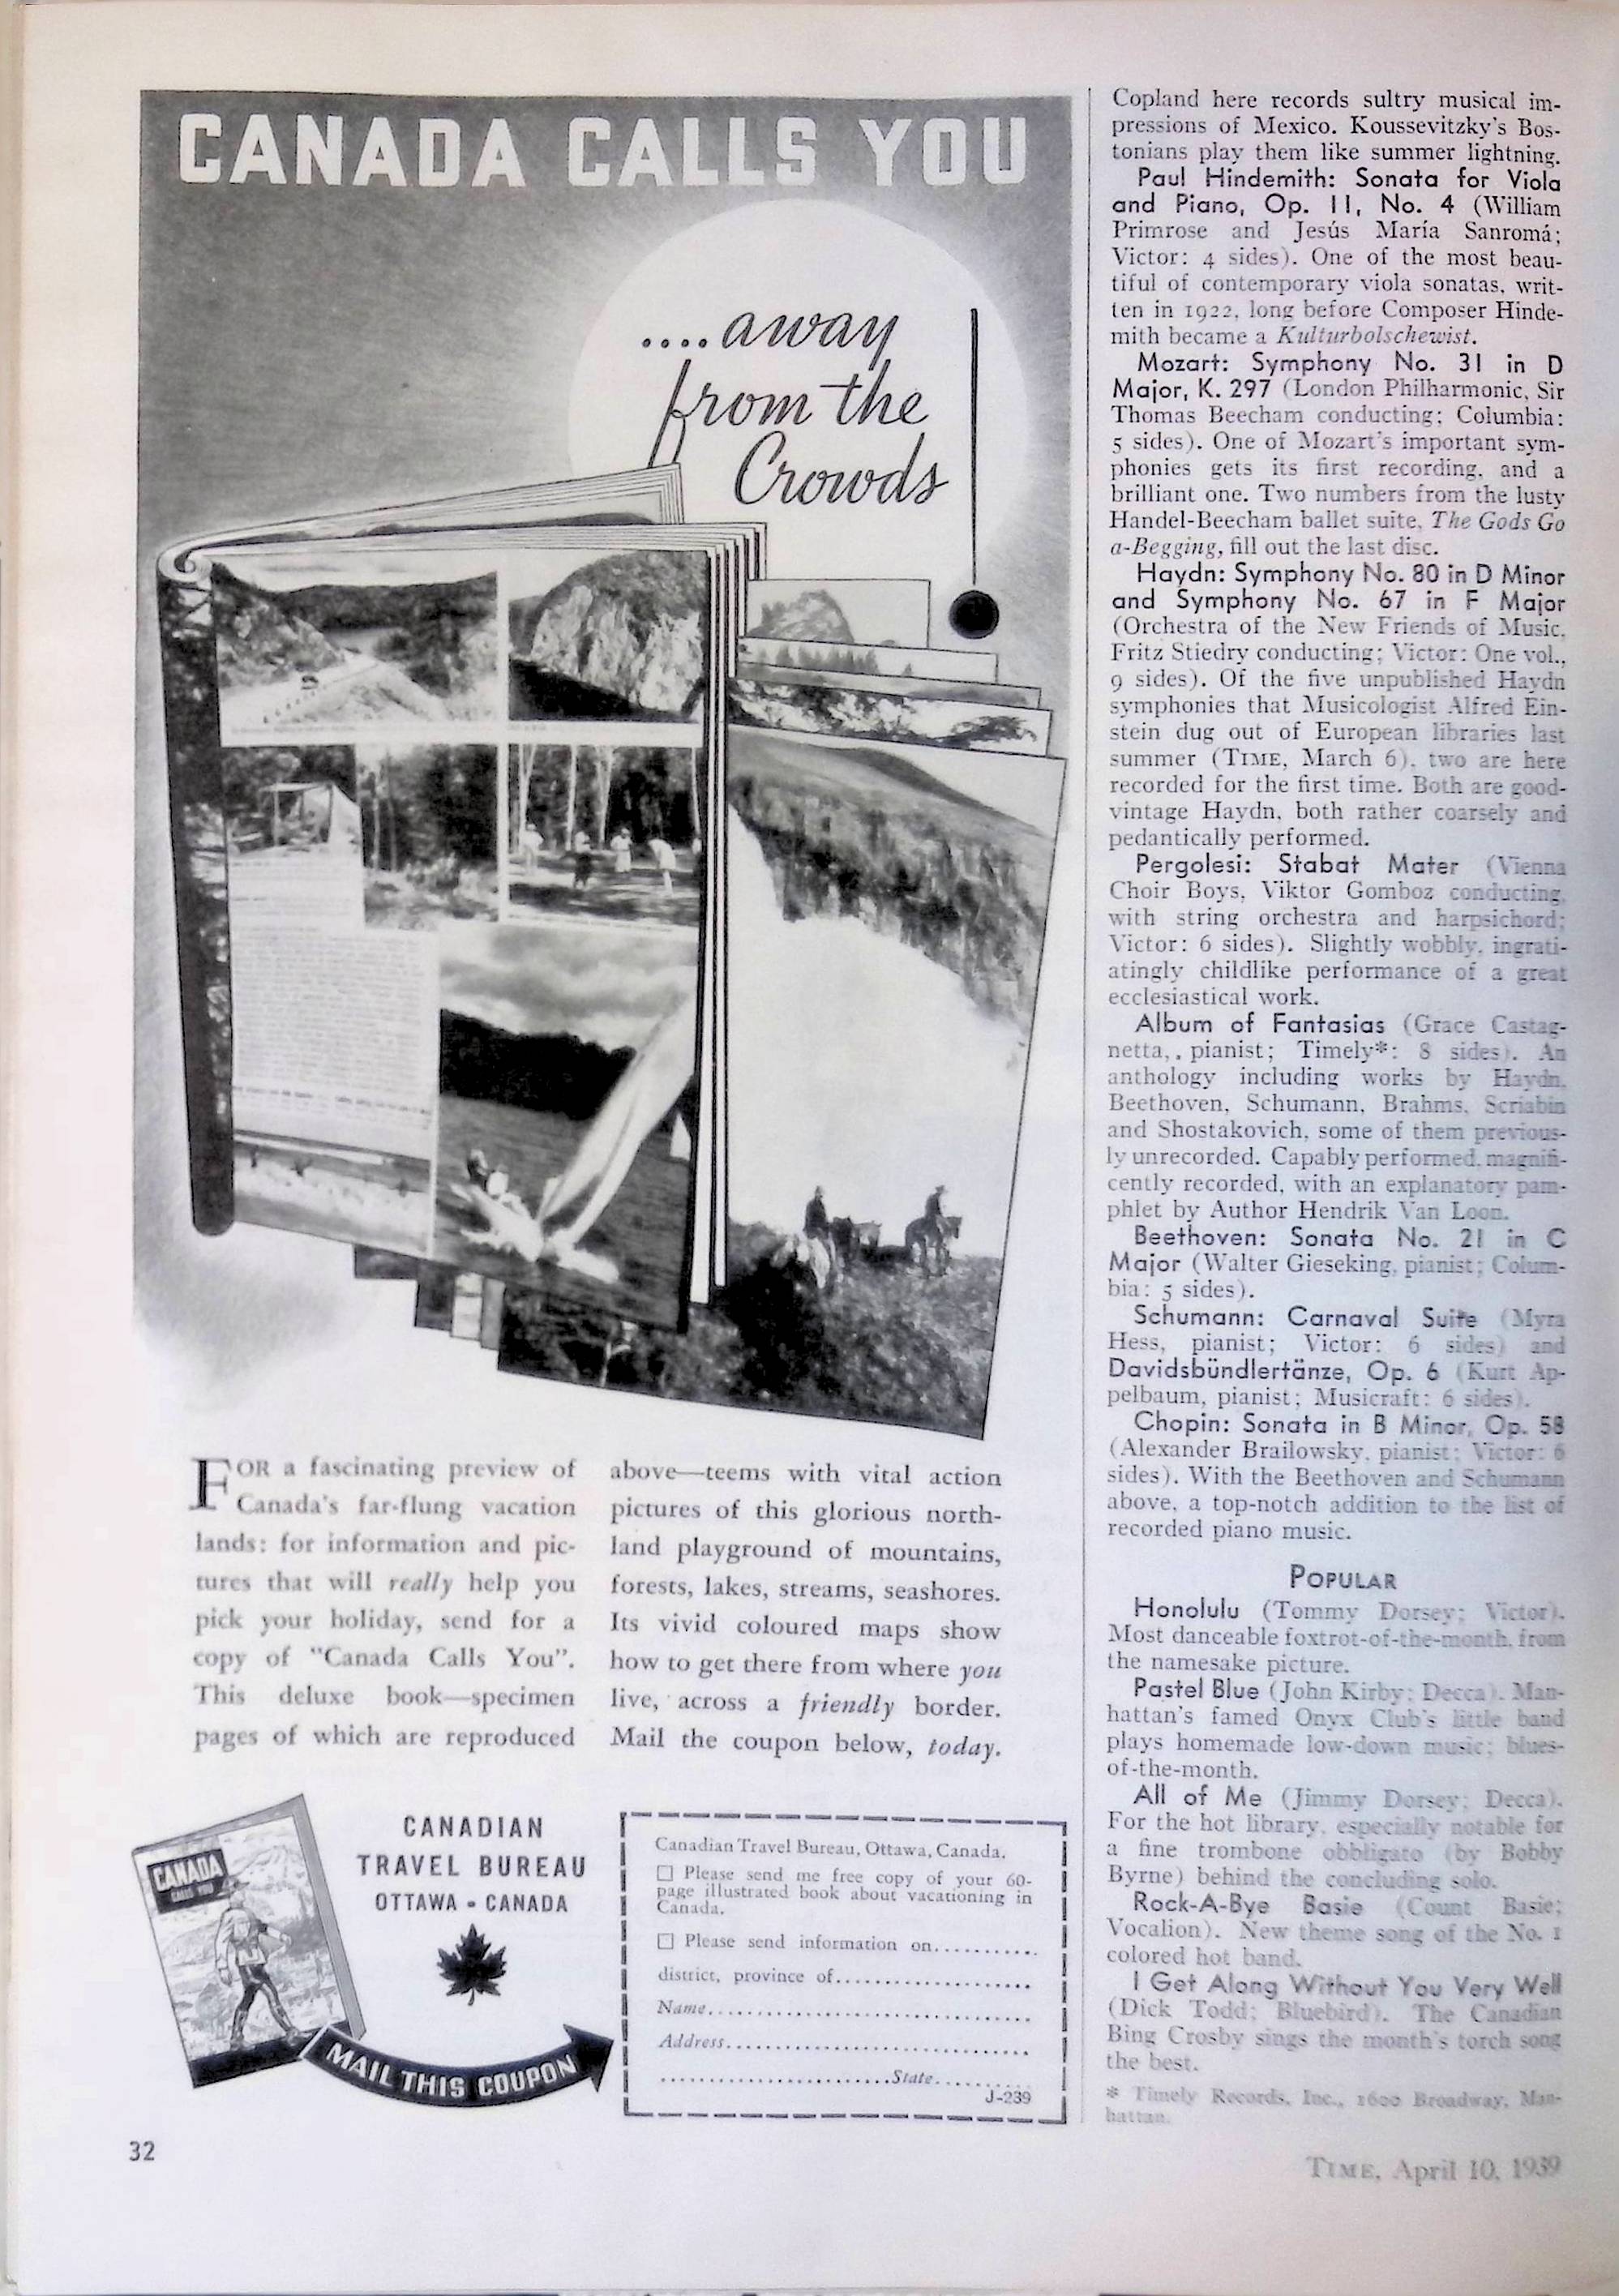 CANADA CALLS YOU
....away
from the
Crowds
FOR a fascinating preview of
Canada's far-flung vacation
lands: for information and pic-
tures that will really help you
pick your holiday, send for a
copy of "Canada Calls You".
This deluxe book—specimen
pages of which are reproduced
above—teems with vital action
pictures of this glorious north-
land playground of mountains,
forests, lakes, streams, seashores.
Its vivid coloured maps show
how to get there from where you
live, across a friendly border.
Mail the coupon below, today.
CANADA
CALLS YOU
CANADIAN
TRAVEL BUREAU
OTTAWA - CANADA
MAIL THIS COUPON
Canadian Travel Bureau, Ottawa, Canada.
☐ Please send me free copy of your 60-
page illustrated book about vacationing in
Canada.
☐ Please send information on...........
district, province of.....................
Name...................................
Address.................................
.........................State...........
J-239
32
Copland here records sultry musical im-
pressions of Mexico. Koussevitzky's Bos-
tonians play them like summer lightning.
Paul Hindemith: Sonata for Viola
and Piano, Op. 11, No. 4 (William
Primrose and Jesús María Sanromá;
Victor: 4 sides). One of the most beau-
tiful of contemporary viola sonatas, writ-
ten in 1922, long before Composer Hinde-
mith became a Kulturbolschewist.
Mozart: Symphony No. 31 in D
Major, K. 297 (London Philharmonic, Sir
Thomas Beecham conducting; Columbia:
5 sides). One of Mozart's important sym-
phonies gets its first recording, and a
brilliant one. Two numbers from the lusty
Handel-Beecham ballet suite, The Gods Go
a-Begging, fill out the last disc.
Haydn: Symphony No. 80 in D Minor
and Symphony No. 67 in F Major
(Orchestra of the New Friends of Music,
Fritz Stiedry conducting; Victor: One vol.,
9 sides). Of the five unpublished Haydn
symphonies that Musicologist Alfred Ein-
stein dug out of European libraries last
summer (TIME, March 6), two are here
recorded for the first time. Both are good-
vintage Haydn, both rather coarsely and
pedantically performed.
Pergolesi: Stabat Mater (Vienna
Choir Boys, Viktor Gomboz conducting,
with string orchestra and harpsichord;
Victor: 6 sides). Slightly wobbly, ingrati-
atingly childlike performance of a great
ecclesiastical work.
Album of Fantasias (Grace Castag-
netta, , pianist; Timely*: 8 sides). An
anthology including works by Haydn,
Beethoven, Schumann, Brahms, Scriabin
and Shostakovich, some of them previous-
ly unrecorded. Capably performed, magnifi-
cently recorded, with an explanatory pam-
phlet by Author Hendrik Van Loon.
Beethoven: Sonata No. 21 in C
Major (Walter Gieseking, pianist; Colum-
bia: 5 sides).
Schumann: Carnaval Suite (Myra
Hess, pianist; Victor: 6 sides) and
Davidsbündlertänze, Op. 6 (Kurt Ap-
pelbaum, pianist; Musicraft: 6 sides).
Chopin: Sonata in B Minor, Op. 58
(Alexander Brailowsky, pianist; Victor: 6
sides). With the Beethoven and Schumann
above, a top-notch addition to the list of
recorded piano music.
POPULAR
Honolulu (Tommy Dorsey; Victor).
Most danceable foxtrot-of-the-month, from
the namesake picture.
Pastel Blue (John Kirby; Decca). Man-
hattan's famed Onyx Club's little band
plays homemade low-down music; blues-
of-the-month.
All of Me (Jimmy Dorsey; Decca).
For the hot library, especially notable for
a fine trombone obbligato (by Bobby
Byrne) behind the concluding solo.
Rock-A-Bye Basie (Count Basie;
Vocalion). New theme song of the No. 1
colored hot band.
I Get Along Without You Very Well
(Dick Todd; Bluebird). The Canadian
Bing Crosby sings the month's torch song
the best.
* Timely Records, Inc., 1600 Broadway, Man-
hattan.
TIME, April 10, 1939